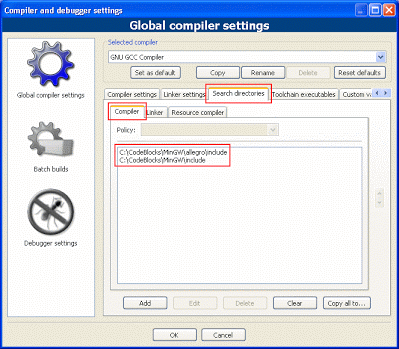 Compiler and debugger settings
Global compiler settings
Global compiler settings
Batch builds
Debugger settings
Selected compiler
GNU GCC Compiler
Set as default
Copy
Rename
Delete
Reset defaults
Compiler settings
Linker settings
Search directories
Toolchain executables
Custom va
Compiler
Linker
Resource compiler
Policy:
C:\CodeBlocks\MinGW\allegro\include
C:\CodeBlocks\MinGW\include
Add
Edit
Delete
Clear
Copy all to...
OK
Cancel